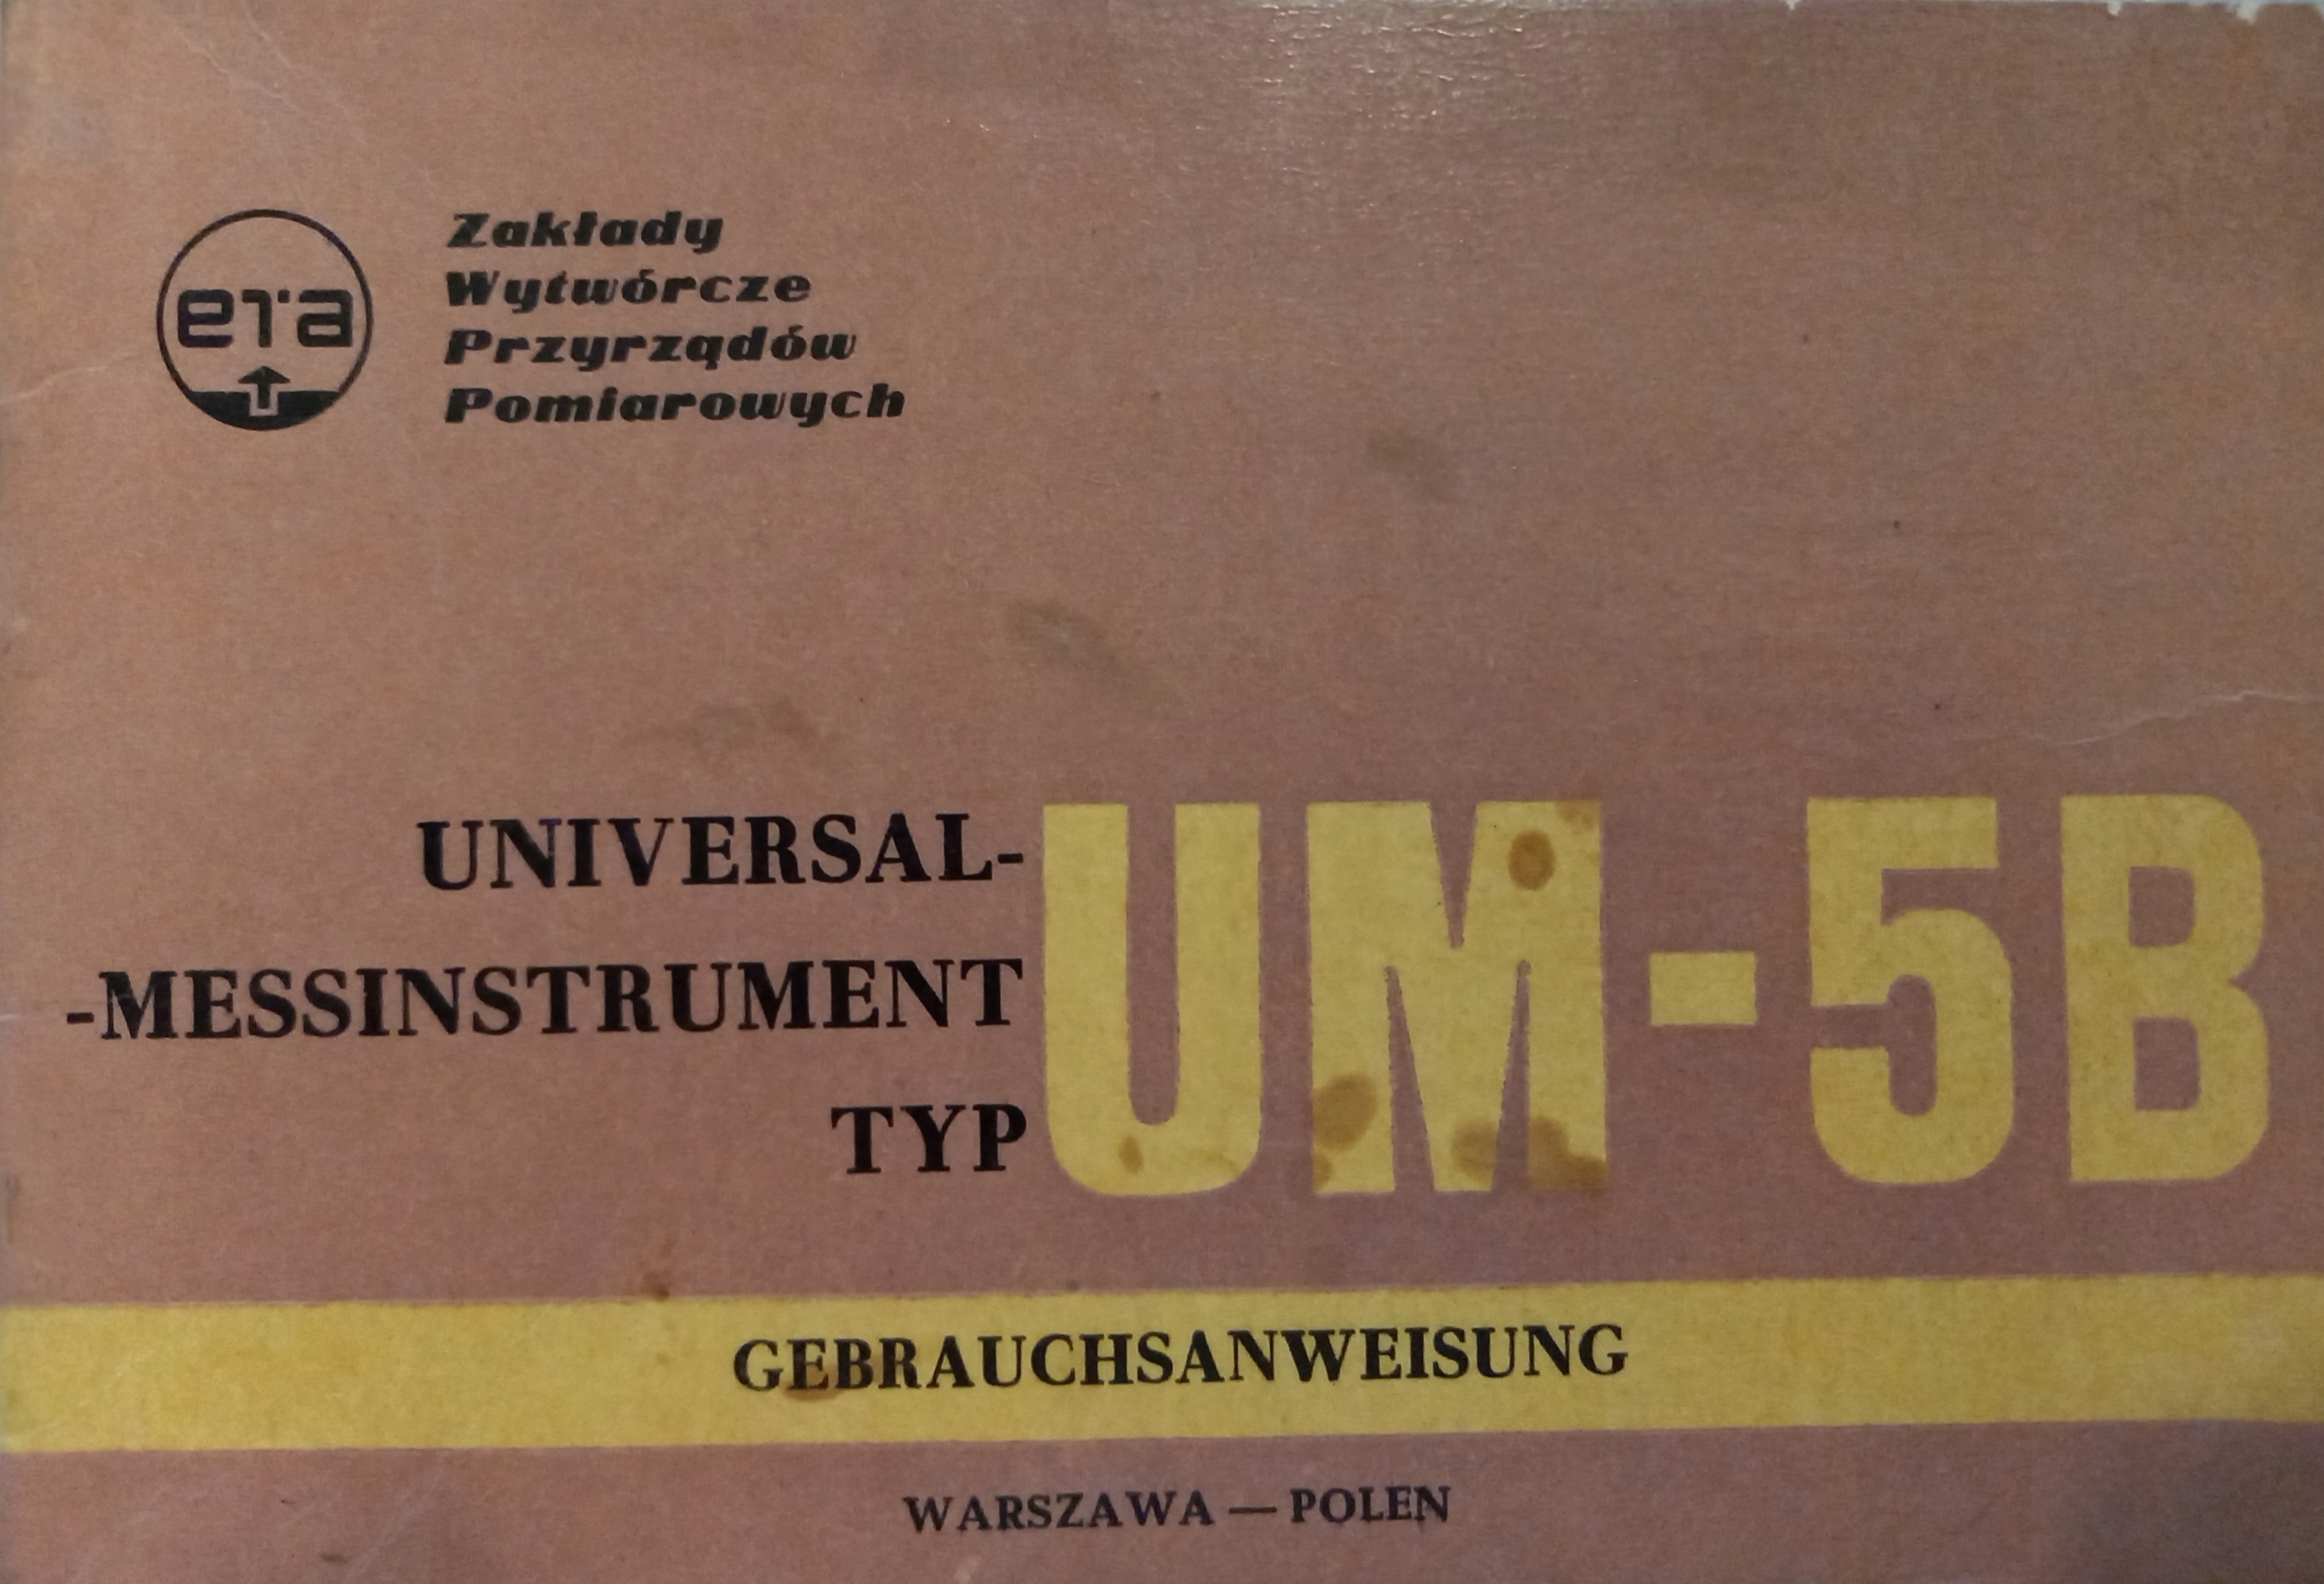 era
Zakłady
Wytwórcze
Przyrządów
Pomiarowych
UNIVERSAL-
-MESSINSTRUMENT
TYP
UM-5B
GEBRAUCHSANWEISUNG
WARSZAWA — POLEN